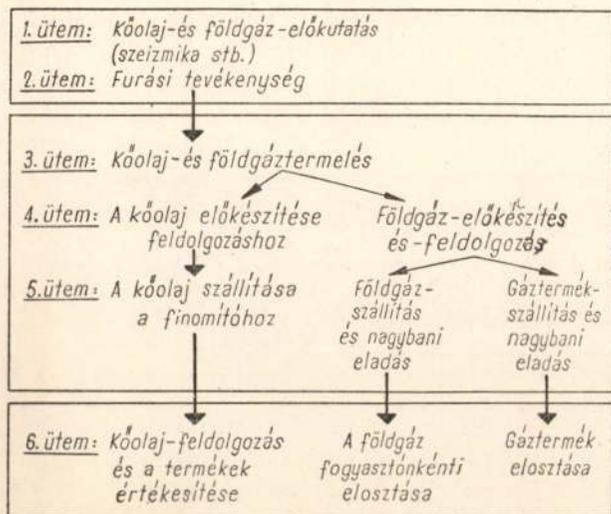 1. ütem: Kőolaj-és földgáz-előkutatás
(szeizmika stb.)
2. ütem: Furási tevékenység
3. ütem: Kőolaj-és földgáztermelés
4. ütem: A kőolaj előkészítése
feldolgozáshoz
Földgáz-előkészítés
és-feldolgozás
5. ütem: A kőolaj szállítása
a finomítóhoz
Főldgáz-
szállítás
és nagybani
eladás
Gáztermék-
szállítás és
nagybani
eladás
6. ütem: Kőolaj-feldolgozás
és a termékek
értékesítése
A földgáz
fogyasztónkénti
elosztása
Gáztermék
elosztása